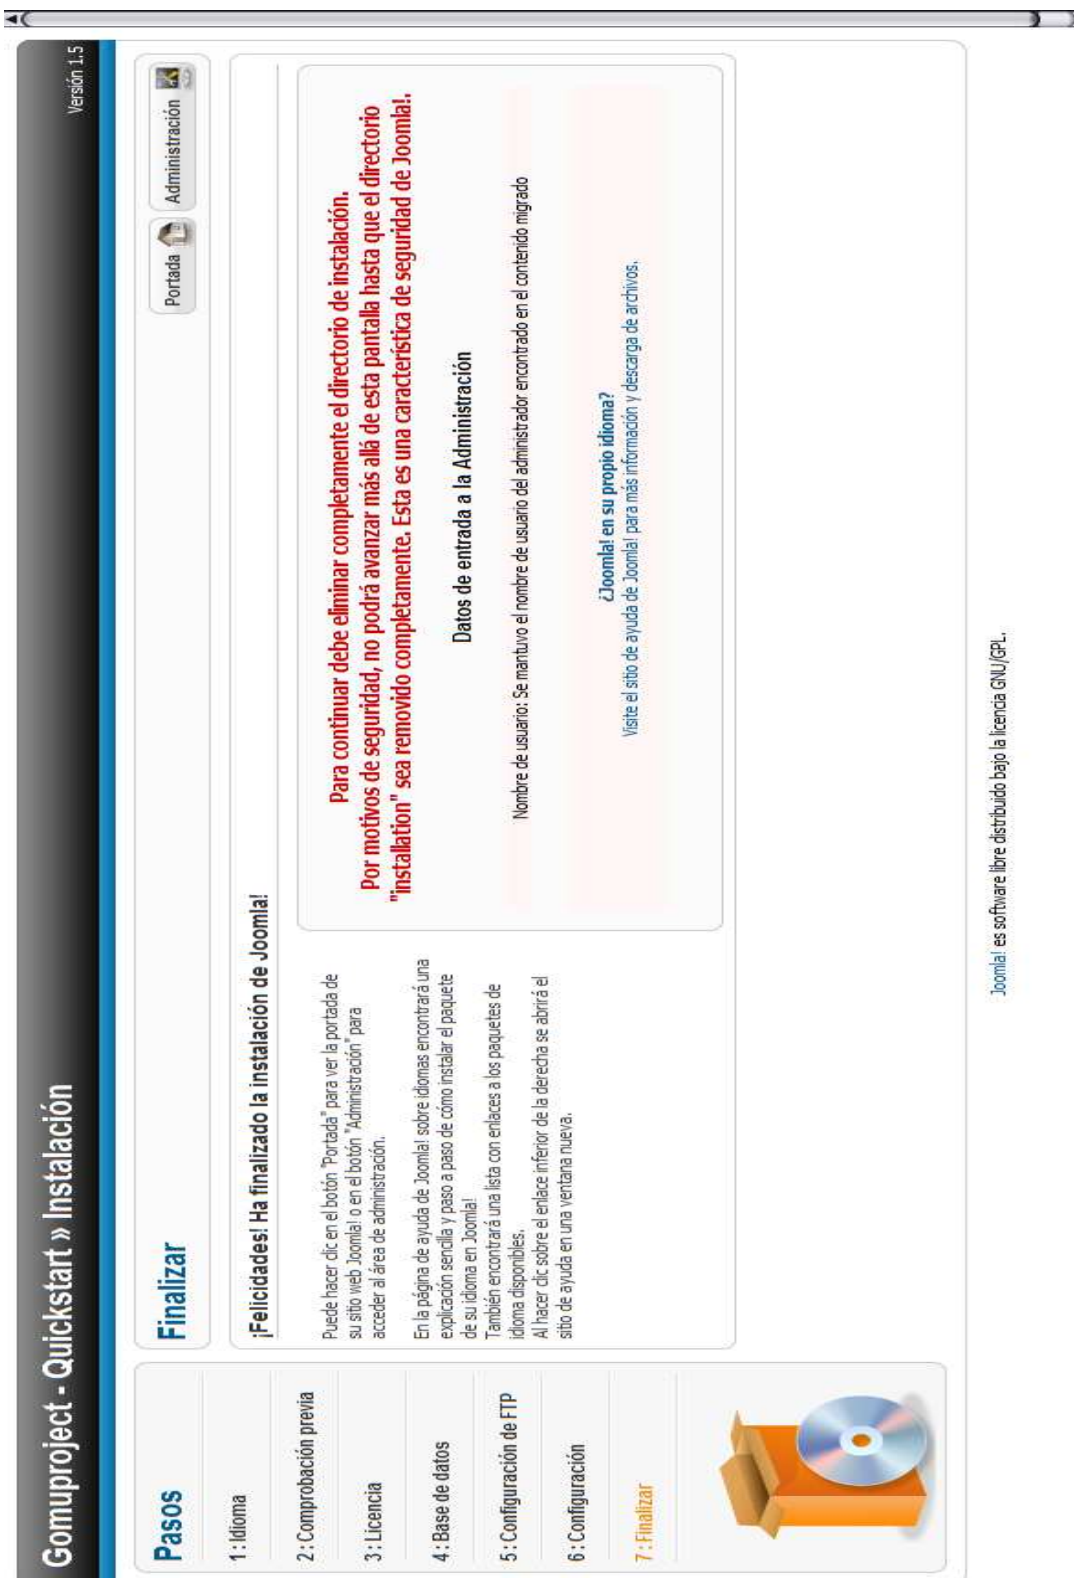 Gomuproject - Quickstart » Instalación
Versión 1.5
Pasos
1 : Idioma
2 : Comprobación previa
3 : Licencia
4 : Base de datos
5 : Configuración de FTP
6 : Configuración
7 : Finalizar
Finalizar
Portada
Administración
¡Felicidades! Ha finalizado la instalación de Joomla!
Puede hacer clic en el botón "Portada" para ver la portada de
su sitio web Joomla! o en el botón "Administración" para
acceder al área de administración.
En la página de ayuda de Joomla! sobre idiomas encontrará una
explicación sencilla y paso a paso de cómo instalar el paquete
de su idioma en Joomla!
También encontrará una lista con enlaces a los paquetes de
idioma disponibles.
Al hacer clic sobre el enlace inferior de la derecha se abrirá el
sitio de ayuda en una ventana nueva.
Para continuar debe eliminar completamente el directorio de instalación.
Por motivos de seguridad, no podrá avanzar más allá de esta pantalla hasta que el directorio
"installation" sea removido completamente. Esta es una característica de seguridad de Joomla!.
Datos de entrada a la Administración
Nombre de usuario: Se mantuvo el nombre de usuario del administrador encontrado en el contenido migrado
¿Joomla! en su propio idioma?
Visite el sitio de ayuda de Joomla! para más información y descarga de archivos.
Joomla! es software libre distribuido bajo la licencia GNU/GPL.